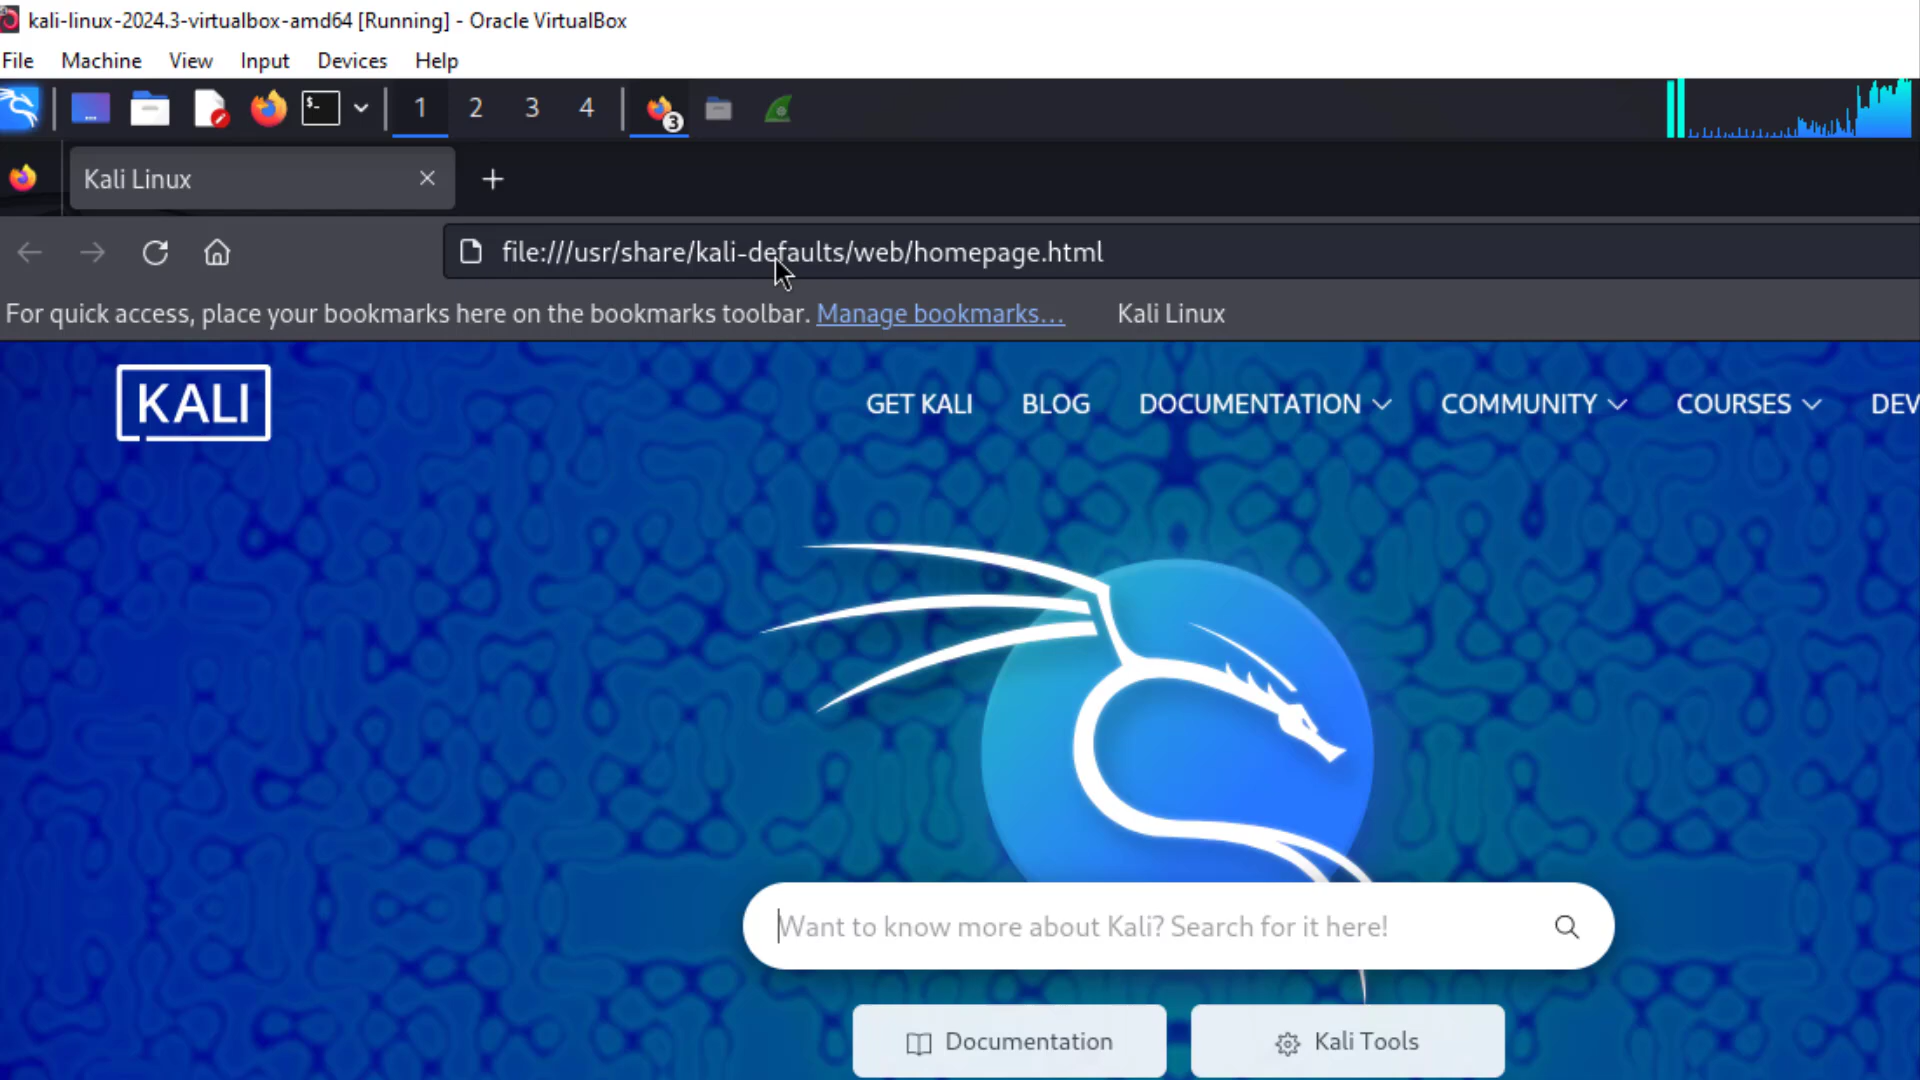 kali-linux-2024.3-virtualbox-amd64 [Running] - Oracle VirtualBox
File Machine View Input Devices Help
$- 1 2 3 4 3
Kali Linux
file:///usr/share/kali-defaults/web/homepage.html
For quick access, place your bookmarks here on the bookmarks toolbar. Manage bookmarks... Kali Linux
KALI GET KALI BLOG DOCUMENTATION COMMUNITY COURSES DEV
Want to know more about Kali? Search for it here!
Documentation Kali Tools